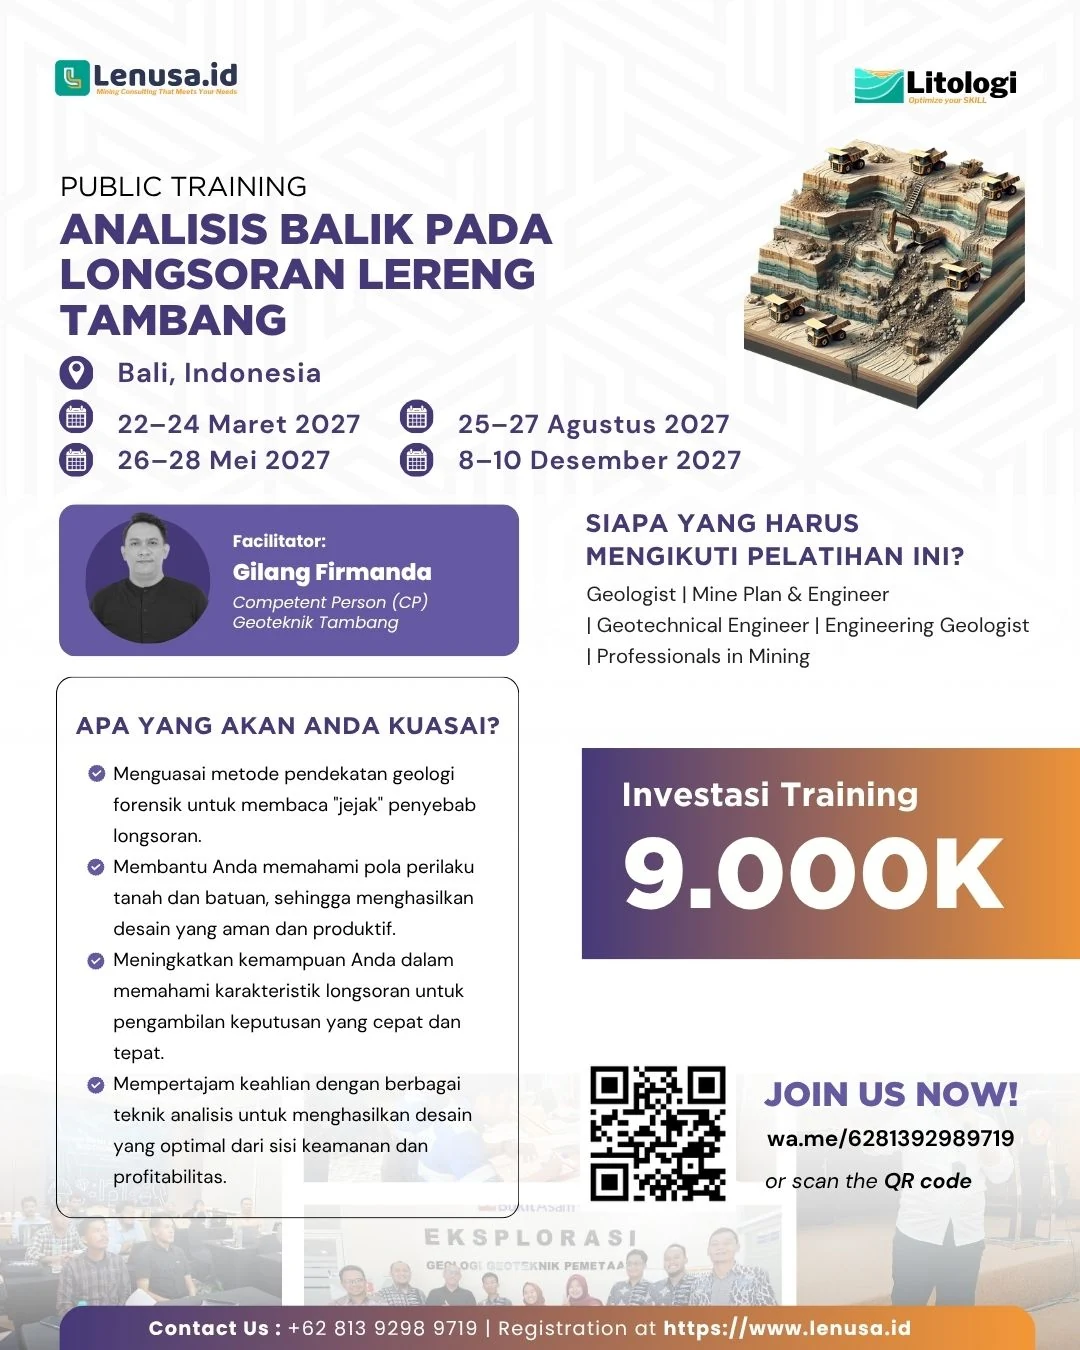 Lenusa.id
Mining Consulting That Meets Your Needs
Litologi
Optimize your SKILL
PUBLIC TRAINING
ANALISIS BALIK PADA
LONGSORAN LERENG
TAMBANG
Bali, Indonesia
22–24 Maret 2027
25–27 Agustus 2027
26–28 Mei 2027
8–10 Desember 2027
Facilitator:
Gilang Firmanda
Competent Person (CP)
Geoteknik Tambang
SIAPA YANG HARUS
MENGIKUTI PELATIHAN INI?
Geologist | Mine Plan & Engineer
| Geotechnical Engineer | Engineering Geologist
| Professionals in Mining
APA YANG AKAN ANDA KUASAI?
Menguasai metode pendekatan geologi
forensik untuk membaca "jejak" penyebab
longsoran.
Membantu Anda memahami pola perilaku
tanah dan batuan, sehingga menghasilkan
desain yang aman dan produktif.
Meningkatkan kemampuan Anda dalam
memahami karakteristik longsoran untuk
pengambilan keputusan yang cepat dan
tepat.
Mempertajam keahlian dengan berbagai
teknik analisis untuk menghasilkan desain
yang optimal dari sisi keamanan dan
profitabilitas.
Investasi Training
9.000K
JOIN US NOW!
wa.me/6281392989719
or scan the QR code
BukitAsam
EKSPLORASI
GEOLOGI GEOTEKNIK PEMETAA
Contact Us : +62 813 9298 9719 | Registration at https://www.lenusa.id